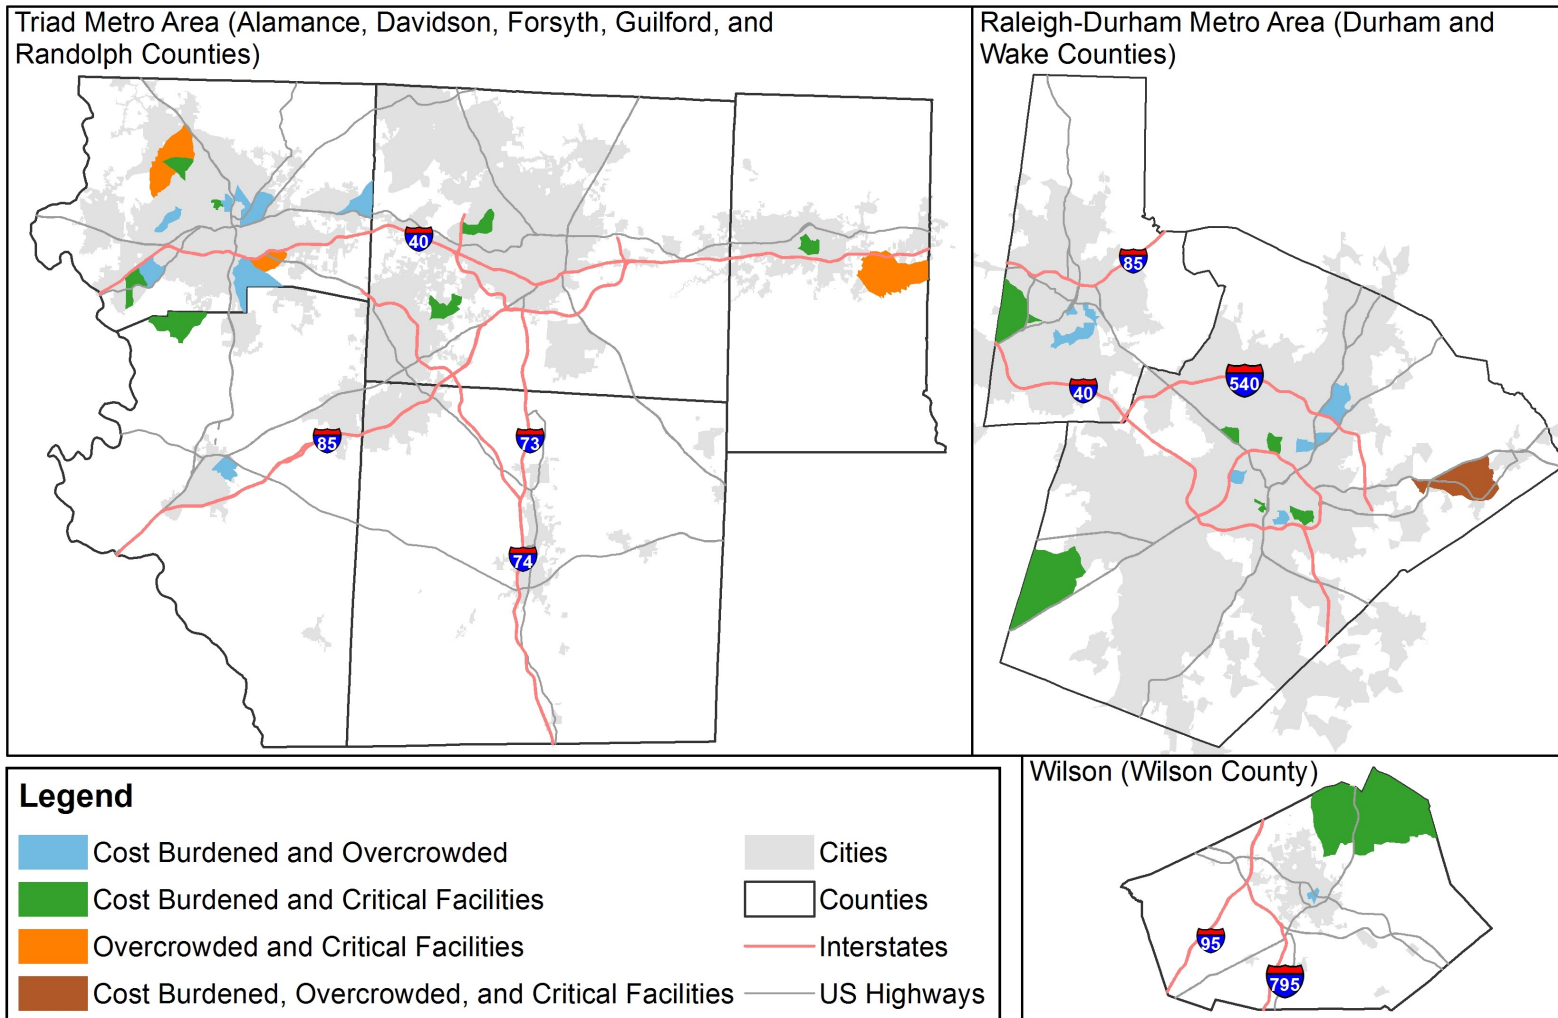 Triad Metro Area (Alamance, Davidson, Forsyth, Guilford, and
Randolph Counties)
40
85
73
74
Raleigh-Durham Metro Area (Durham and
Wake Counties)
85
540
40
Legend
Cost Burdened and Overcrowded
Cost Burdened and Critical Facilities
Overcrowded and Critical Facilities
Cost Burdened, Overcrowded, and Critical Facilities
Cities
Counties
Interstates
US Highways
Wilson (Wilson County)
95
795